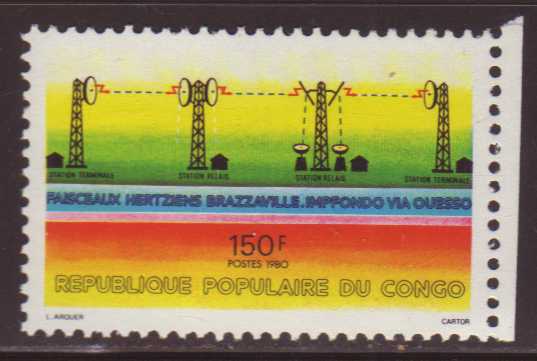 STATION TERMINALE STATION RELAIS STATION RELAIS STATION TERMINALE
FAISCEAUX HERTZIENS BRAZZAVILLE.IMPFONDO VIA OUESSO
150F
POSTES 1980
REPUBLIQUE POPULAIRE DU CONGO
L. ARQUER CARTOR